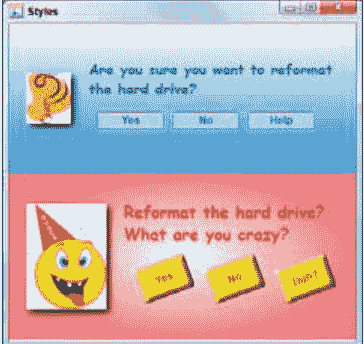 Styles
Are you sure you want to reformat
the hard drive?
Yes No Help
Reformat the hard drive?
What are you crazy?
Yes No